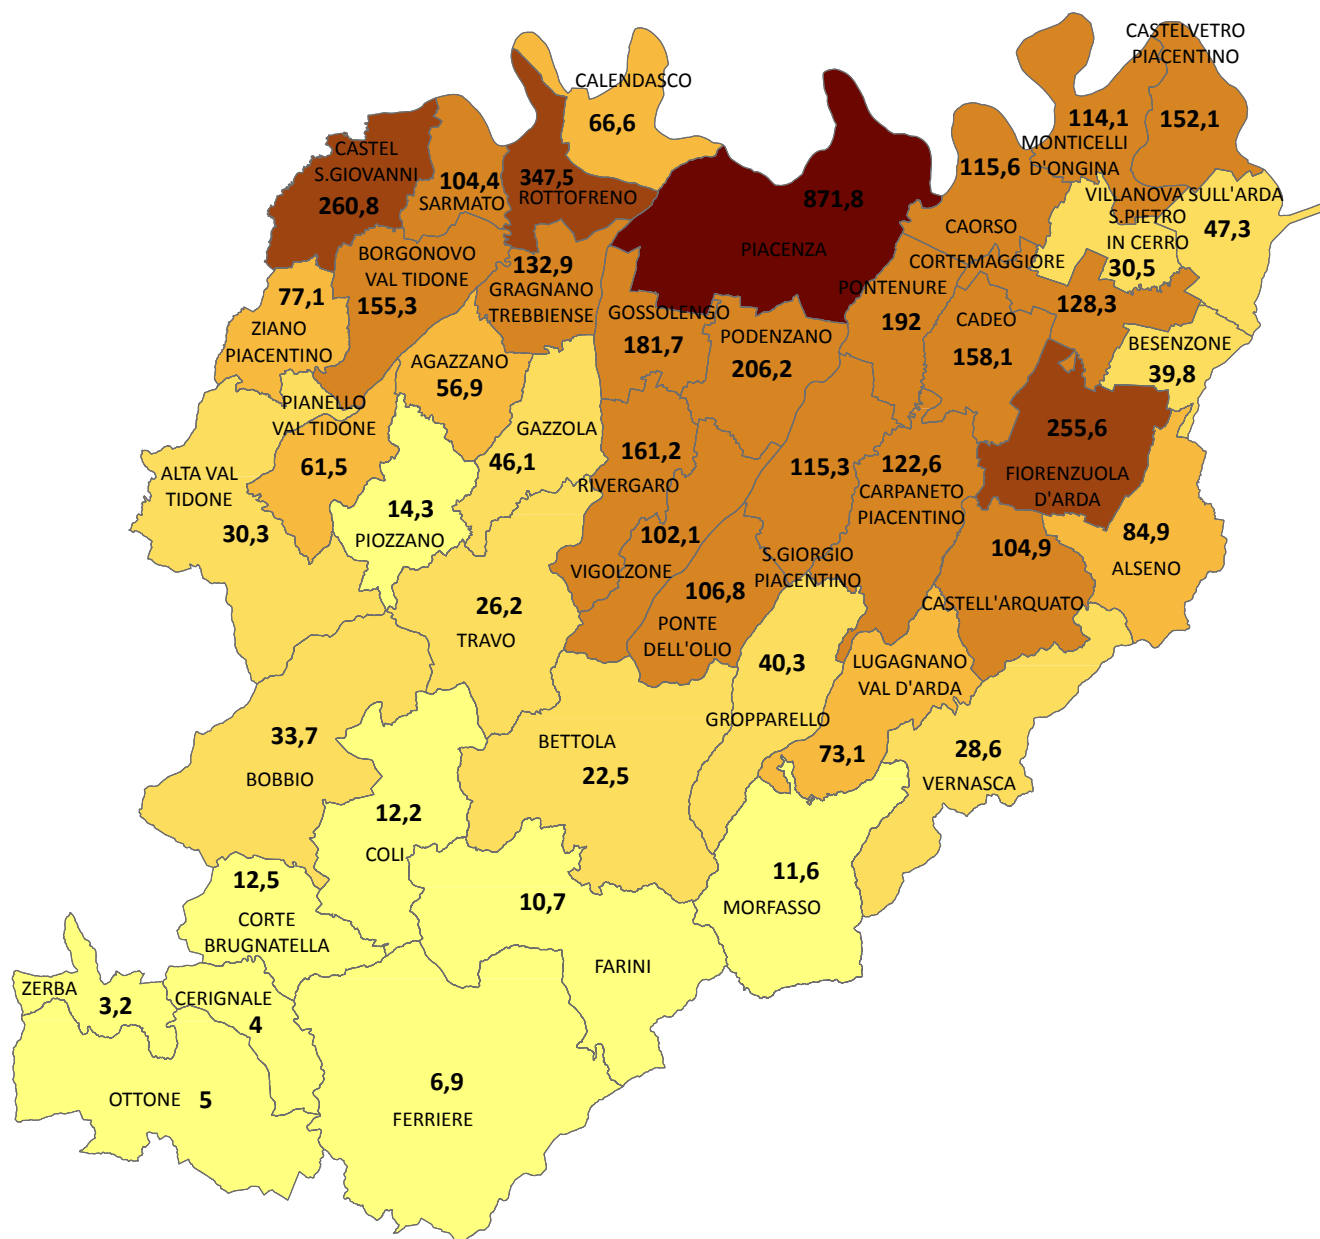 CASTELVETRO
PIACENTINO
CALENDASCO
66,6
114,1
152,1
MONTICELLI
D'ONGINA
CASTEL
S.GIOVANNI
260,8
104,4
SARMATO
347,5
ROTTOFRENO
871,8
PIACENZA
115,6
CAORSO
VILLANOVA SULL'ARDA
47,3
S.PIETRO
IN CERRO
30,5
BORGONOVO
VAL TIDONE
155,3
132,9
GRAGNANO
TREBBIENSE
CORTEMAGGIORE
128,3
77,1
ZIANO
PIACENTINO
GOSSOLENGO
181,7
PODENZANO
206,2
PONTENURE
192
CADEO
158,1
BESENZONE
39,8
AGAZZANO
56,9
PIANELLO
VAL TIDONE
61,5
GAZZOLA
46,1
161,2
RIVERGARO
115,3
S.GIORGIO
PIACENTINO
122,6
CARPANETO
PIACENTINO
255,6
FIORENZUOLA
D'ARDA
ALTA VAL
TIDONE
30,3
14,3
PIOZZANO
102,1
VIGOLZONE
104,9
CASTELL'ARQUATO
84,9
ALSENO
26,2
TRAVO
106,8
PONTE
DELL'OLIO
40,3
GROPPARELLO
LUGAGNANO
VAL D'ARDA
73,1
33,7
BOBBIO
BETTOLA
22,5
28,6
VERNASCA
12,2
COLI
12,5
CORTE
BRUGNATELLA
10,7
FARINI
11,6
MORFASSO
ZERBA
3,2
CERIGNALE
4
OTTONE 5
6,9
FERRIERE